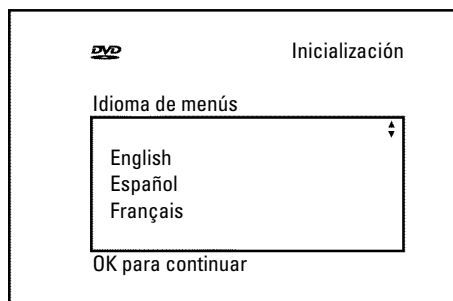 DVD
Inicialización
Idioma de menús
English
Español
Français
OK para continuar